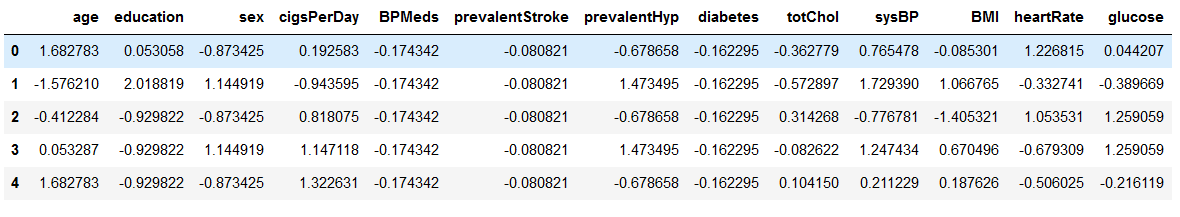 age education sex cigsPerDay BPMeds prevalentStroke prevalentHyp diabetes totChol sysBP BMI heartRate glucose
0 1.682783 0.053058 -0.873425 0.192583 -0.174342 -0.080821 -0.678658 -0.162295 -0.362779 0.765478 -0.085301 1.226815 0.044207
1 -1.576210 2.018819 1.144919 -0.943595 -0.174342 -0.080821 1.473495 -0.162295 -0.572897 1.729390 1.066765 -0.332741 -0.389669
2 -0.412284 -0.929822 -0.873425 0.818075 -0.174342 -0.080821 -0.678658 -0.162295 0.314268 -0.776781 -1.405321 1.053531 1.259059
3 0.053287 -0.929822 1.144919 1.147118 -0.174342 -0.080821 1.473495 -0.162295 -0.082622 1.247434 0.670496 -0.679309 1.259059
4 1.682783 -0.929822 -0.873425 1.322631 -0.174342 -0.080821 -0.678658 -0.162295 0.104150 0.211229 0.187626 -0.506025 -0.216119